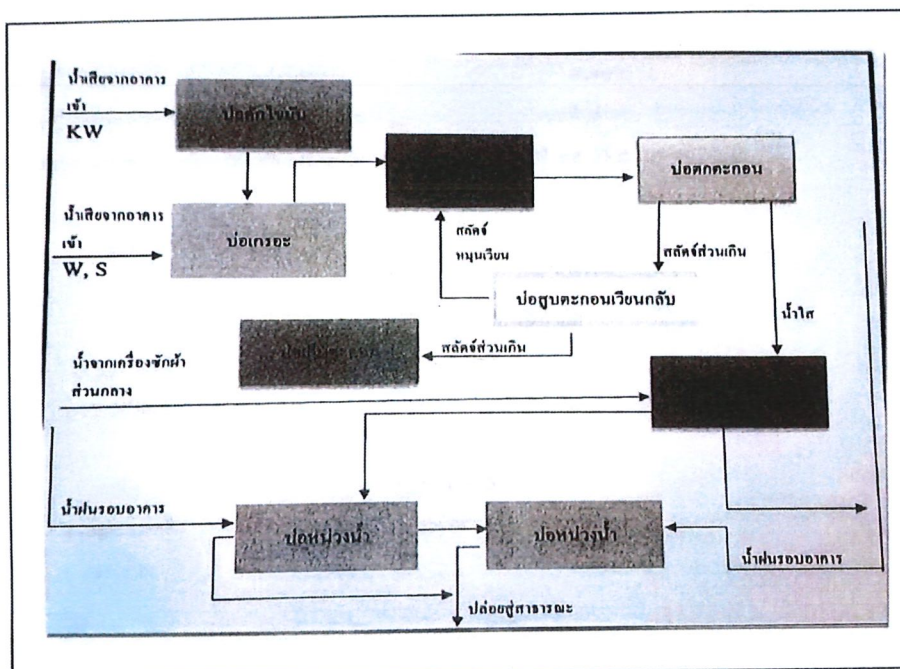 น้ำเสียจากอาคาร
เข้า
KW
บ่อดักไขมัน
บ่อตกตะกอน
น้ำเสียจากอาคาร
เข้า
W, S
บ่อเกรอะ
สลัดจ์
หมุนเวียน
สลัดจ์ส่วนเกิน
บ่อสูบตะกอนเวียนกลับ
น้ำใส
สลัดจ์ส่วนเกิน
น้ำจากเครื่องซักผ้า
ส่วนกลาง
น้ำฝนรอบอาคาร
บ่อหน่วงน้ำ
บ่อหน่วงน้ำ
น้ำฝนรอบอาคาร
ปล่อยสู่สาธารณะ